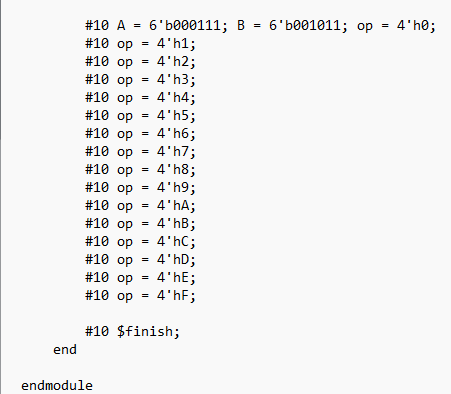 #10 A = 6'b000111; B = 6'b001011; op = 4'h0;
#10 op = 4'h1;
#10 op = 4'h2;
#10 op = 4'h3;
#10 op = 4'h4;
#10 op = 4'h5;
#10 op = 4'h6;
#10 op = 4'h7;
#10 op = 4'h8;
#10 op = 4'h9;
#10 op = 4'hA;
#10 op = 4'hB;
#10 op = 4'hC;
#10 op = 4'hD;
#10 op = 4'hE;
#10 op = 4'hF;
#10 $finish;
end
endmodule